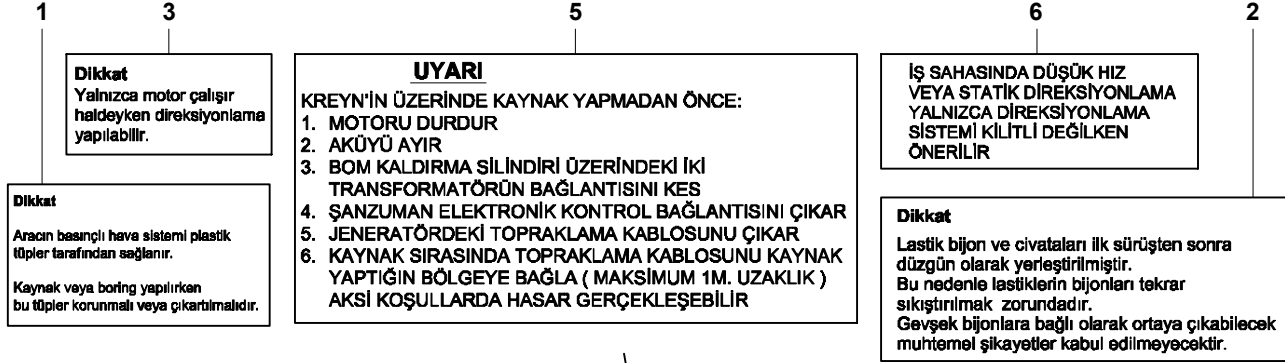 1 3 5 6 2
Dikkat
Yalnızca motor çalışır
haldeyken direksiyonlama
yapılabilir.
Dikkat
Aracın basınçlı hava sistemi plastik
tüpler tarafından sağlanır.
Kaynak veya boring yapılırken
bu tüpler korunmalı veya çıkartılmalıdır.
UYARI
KREYN'İN ÜZERİNDE KAYNAK YAPMADAN ÖNCE:
1. MOTORU DURDUR
2. AKÜYÜ AYIR
3. BOM KALDIRMA SİLİNDİRİ ÜZERİNDEKİ İKİ
TRANSFORMATÖRÜN BAĞLANTISINI KES
4. ŞANZUMAN ELEKTRONİK KONTROL BAĞLANTISINI ÇIKAR
5. JENERATÖRDEKİ TOPRAKLAMA KABLOSUNU ÇIKAR
6. KAYNAK SIRASINDA TOPRAKLAMA KABLOSUNU KAYNAK
YAPTIĞIN BÖLGEYE BAĞLA ( MAKSİMUM 1M. UZAKLIK )
AKSİ KOŞULLARDA HASAR GERÇEKLEŞEBİLİR
İŞ SAHASINDA DÜŞÜK HIZ
VEYA STATİK DİREKSİYONLAMA
YALNIZCA DİREKSİYONLAMA
SİSTEMİ KİLİTLİ DEĞİLKEN
ÖNERİLİR
Dikkat
Lastik bijon ve civataları ilk sürüşten sonra
düzgün olarak yerleştirilmiştir.
Bu nedenle lastiklerin bijonları tekrar
sıkıştırılmak zorundadır.
Gevşek bijonlara bağlı olarak ortaya çıkabilecek
muhtemel şikayetler kabul edilmeyecektir.